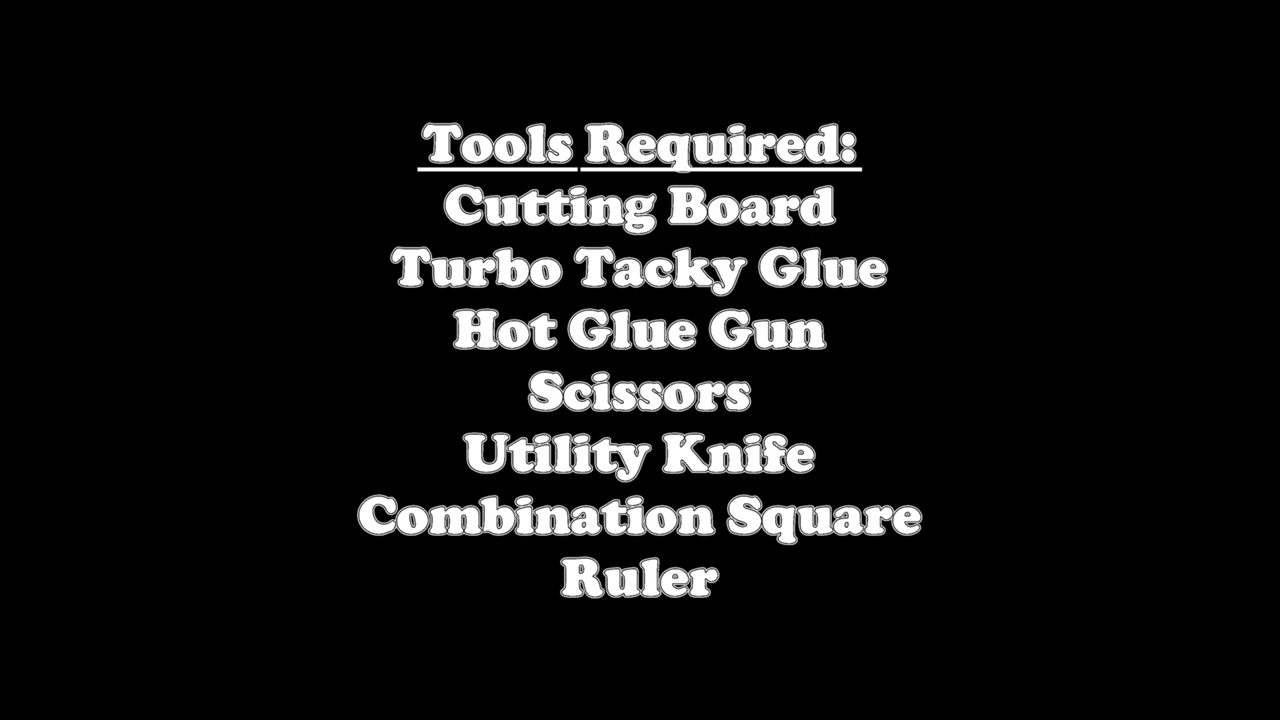 Tools Required:
Cutting Board
Turbo Tacky Glue
Hot Glue Gun
Scissors
Utility Knife
Combination Square
Ruler